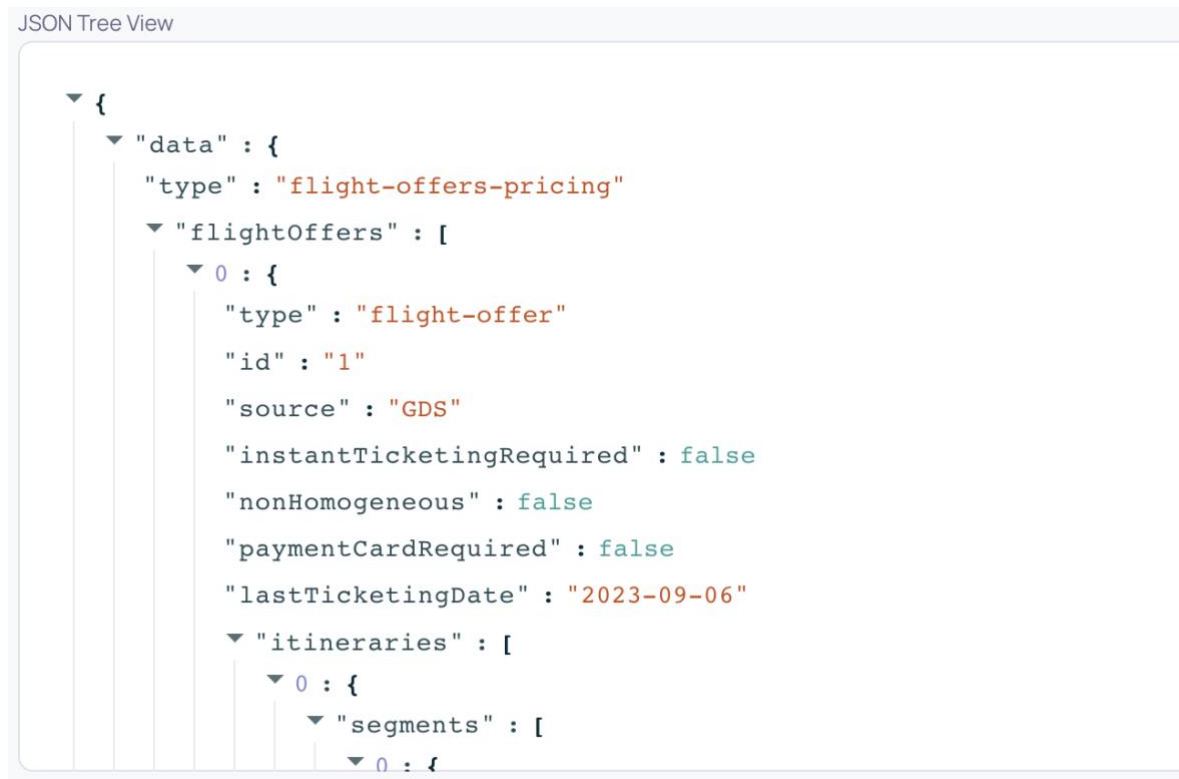 JSON Tree View
{
"data" : {
"type" : "flight-offers-pricing"
"flightOffers" : [
0 : {
"type" : "flight-offer"
"id" : "1"
"source" : "GDS"
"instantTicketingRequired" : false
"nonHomogeneous" : false
"paymentCardRequired" : false
"lastTicketingDate" : "2023-09-06"
"itineraries" : [
0 : {
"segments" : [
0 : {